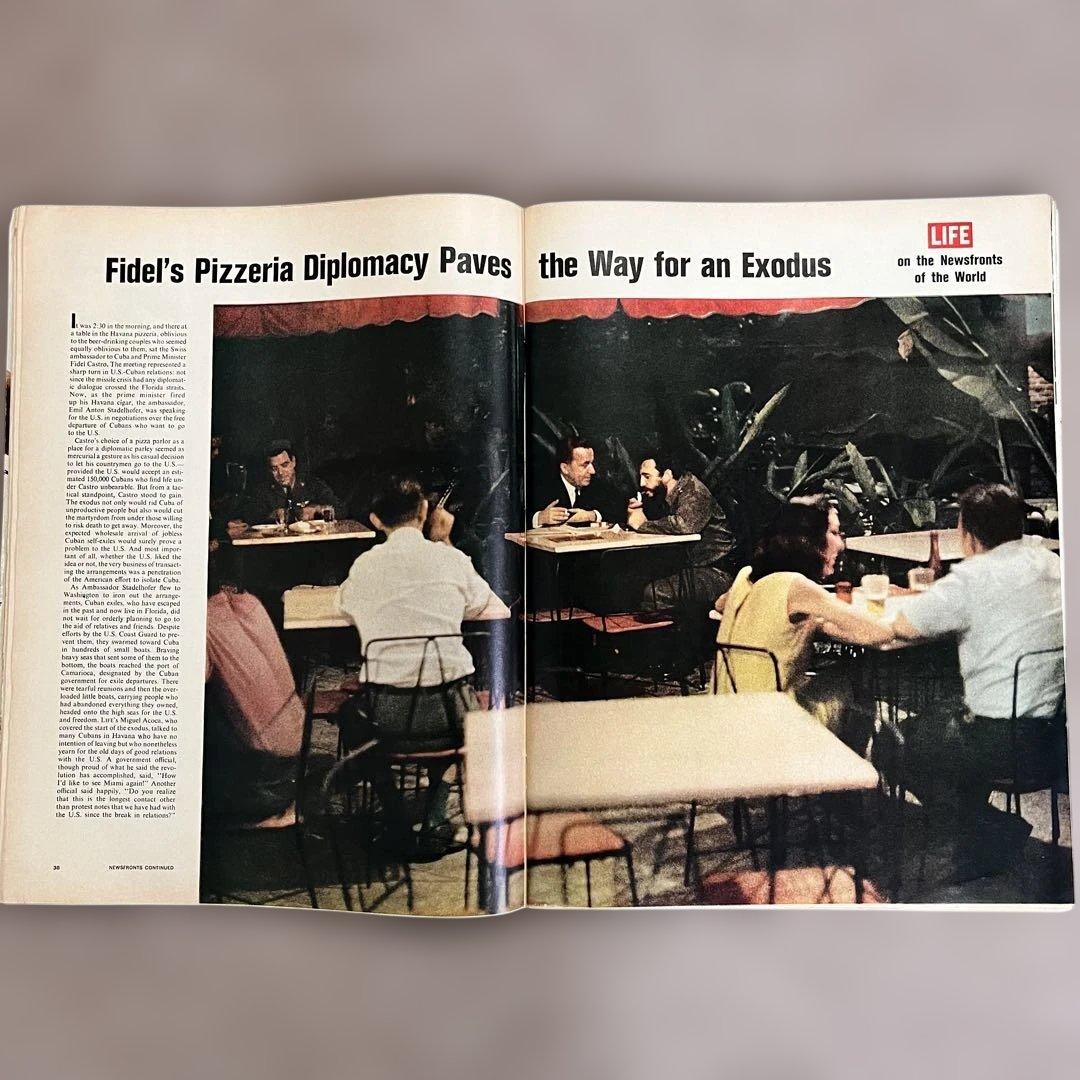 Fidel's Pizzeria Diplomacy Paves the Way for an Exodus
LIFE
on the Newsfronts
of the World
It was 2:30 in the morning, and there at
a table in the Havana pizzeria, oblivious
to the beer-drinking couples who seemed
equally oblivious to them, sat the Swiss
ambassador to Cuba and Prime Minister
Fidel Castro. The meeting represented a
sharp turn in U.S.-Cuban relations: not
since the missile crisis had any diplomat-
ic dialogue crossed the Florida straits.
Now, as the prime minister fired
up his Havana cigar, the ambassador,
Emil Anton Stadelhofer, was speaking
for the U.S. in negotiations over the free
departure of Cubans who want to go
to the U.S.
Castro's choice of a pizza parlor as a
place for a diplomatic parley seemed as
mercurial a gesture as his casual decision
to let his countrymen go to the U.S.—
provided the U.S. would accept an esti-
mated 150,000 Cubans who find life un-
der Castro unbearable. But from a tac-
tical standpoint, Castro stood to gain.
The exodus not only would rid Cuba of
unproductive people but also would cut
the martyrdom from under those willing
to risk death to get away. Moreover, the
expected wholesale arrival of jobless
Cuban self-exiles would surely prove a
problem to the U.S. And most impor-
tant of all, whether the U.S. liked the
idea or not, the very business of transact-
ing the arrangements was a penetration
of the American effort to isolate Cuba.
As Ambassador Stadelhofer flew to
Washington to iron out the arrange-
ments, Cuban exiles, who have escaped
in the past and now live in Florida, did
not wait for orderly planning to go to
the aid of relatives and friends. Despite
efforts by the U.S. Coast Guard to pre-
vent them, they swarmed toward Cuba
in hundreds of small boats. Braving
heavy seas that sent some of them to the
bottom, the boats reached the port of
Camarioca, designated by the Cuban
government for exile departures. There
were tearful reunions and then the over-
loaded little boats, carrying people who
had abandoned everything they owned,
headed onto the high seas for the U.S.
and freedom. LIFE's Miguel Acoca, who
covered the start of the exodus, talked to
many Cubans in Havana who have no
intention of leaving but who nonetheless
yearn for the old days of good relations
with the U.S. A government official,
though proud of what he said the revo-
lution has accomplished, said, "How
I'd like to see Miami again!" Another
official said happily, "Do you realize
that this is the longest contact other
than protest notes that we have had with
the U.S. since the break in relations?"
38
NEWSFRONTS CONTINUED